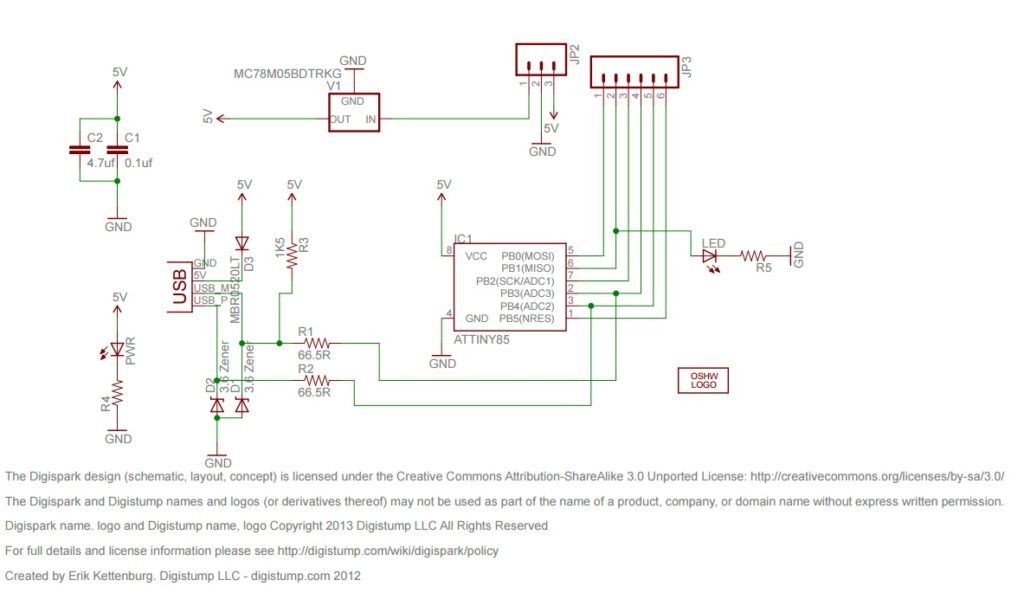 5V
C2
C1
4.7uf
0.1uf
GND
GND
MC78M05BDTRKG
V1
GND
5V
OUT
IN
JP2
1
2
3
5V
GND
JP3
1
2
3
4
5
6
5V
5V
GND
1K5
R3
D3
MBR0520LT
USB
GND
5V
USB_M
USB_P
R1
66.5R
R2
66.5R
D2
3.6 Zener
D1
3.6 Zener
GND
5V
PWR
R4
GND
5V
IC1
8
VCC
PB0(MOSI)
5
PB1(MISO)
6
PB2(SCK/ADC1)
7
PB3(ADC3)
2
PB4(ADC2)
3
4
GND
PB5(NRES)
1
ATTINY85
GND
LED
R5
GND
OSHW
LOGO
The Digispark design (schematic, layout, concept) is licensed under the Creative Commons Attribution-ShareAlike 3.0 Unported License: http://creativecommons.org/licenses/by-sa/3.0/
The Digispark and Digistump names and logos (or derivatives thereof) may not be used as part of the name of a product, company, or domain name without express written permission.
Digispark name. logo and Digistump name, logo Copyright 2013 Digistump LLC All Rights Reserved
For full details and license information please see http://digistump.com/wiki/digispark/policy
Created by Erik Kettenburg. Digistump LLC - digistump.com 2012